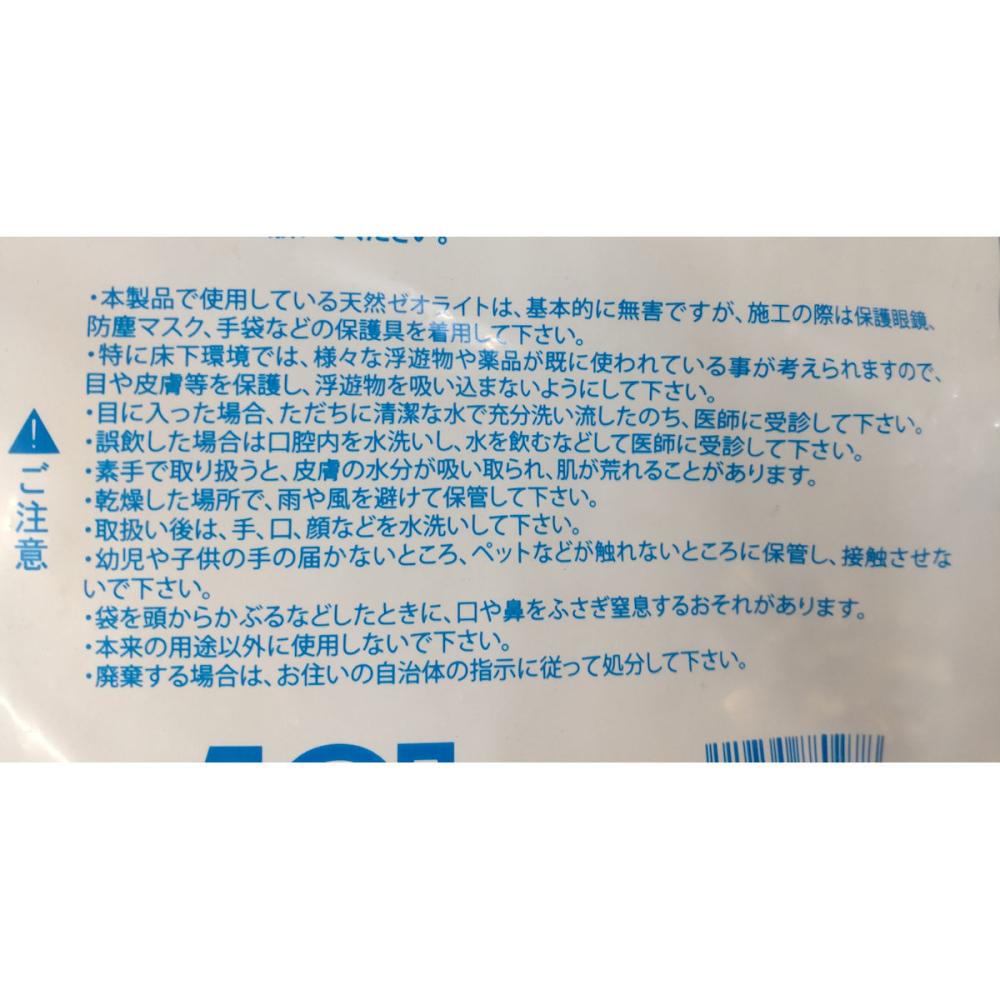 ・本製品で使用している天然ゼオライトは、基本的に無害ですが、施工の際は保護眼鏡、
防塵マスク、手袋などの保護具を着用して下さい。
・特に床下環境では、様々な浮遊物や薬品が既に使われている事が考えられますので、
目や皮膚等を保護し、浮遊物を吸い込まないようにして下さい。
・目に入った場合、ただちに清潔な水で充分洗い流したのち、医師に受診して下さい。
・誤飲した場合は口腔内を水洗いし、水を飲むなどして医師に受診して下さい。
・素手で取り扱うと、皮膚の水分が吸い取られ、肌が荒れることがあります。
・乾燥した場所で、雨や風を避けて保管して下さい。
・取扱い後は、手、口、顔などを水洗いして下さい。
・幼児や子供の手の届かないところ、ペットなどが触れないところに保管し、接触させな
いで下さい。
・袋を頭からかぶるなどしたときに、口や鼻をふさぎ窒息するおそれがあります。
・本来の用途以外に使用しないで下さい。
・廃棄する場合は、お住いの自治体の指示に従って処分して下さい。
ご注意